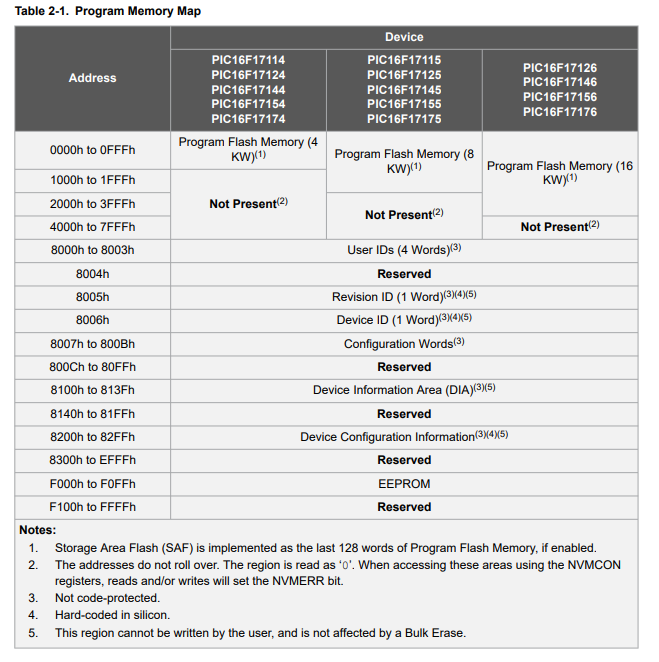 Table 2-1. Program Memory Map
Address
Device
PIC16F17114
PIC16F17124
PIC16F17144
PIC16F17154
PIC16F17174
PIC16F17115
PIC16F17125
PIC16F17145
PIC16F17155
PIC16F17175
PIC16F17126
PIC16F17146
PIC16F17156
PIC16F17176
0000h to 0FFFh
Program Flash Memory (4
KW)(1)
Program Flash Memory (8
KW)(1)
Program Flash Memory (16
KW)(1)
1000h to 1FFFh
2000h to 3FFFh
Not Present(2)
Not Present(2)
4000h to 7FFFh
Not Present(2)
8000h to 8003h
User IDs (4 Words)(3)
8004h
Reserved
8005h
Revision ID (1 Word)(3)(4)(5)
8006h
Device ID (1 Word)(3)(4)(5)
8007h to 800Bh
Configuration Words(3)
800Ch to 80FFh
Reserved
8100h to 813Fh
Device Information Area (DIA)(3)(5)
8140h to 81FFh
Reserved
8200h to 82FFh
Device Configuration Information(3)(4)(5)
8300h to EFFFh
Reserved
F000h to F0FFh
EEPROM
F100h to FFFFh
Reserved
Notes:
1. Storage Area Flash (SAF) is implemented as the last 128 words of Program Flash Memory, if enabled.
2. The addresses do not roll over. The region is read as ‘0’. When accessing these areas using the NVMCON
registers, reads and/or writes will set the NVMERR bit.
3. Not code-protected.
4. Hard-coded in silicon.
5. This region cannot be written by the user, and is not affected by a Bulk Erase.